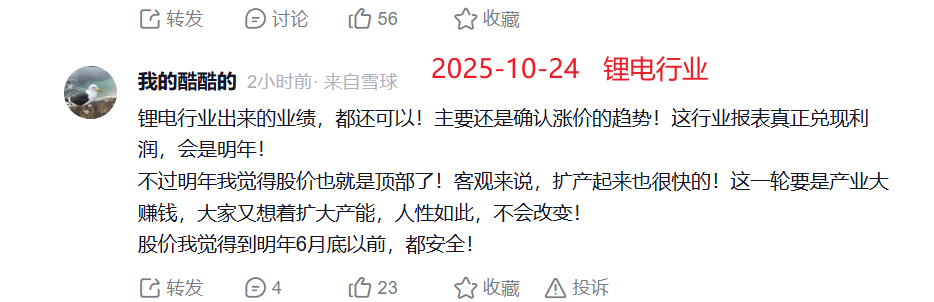 转发 讨论 56 收藏
我的酷酷的 2小时前· 来自雪球 2025-10-24 锂电行业
锂电行业出来的业绩，都还可以！主要还是确认涨价的趋势！这行业报表真正兑现利
润，会是明年！
不过明年我觉得股价也就是顶部了！客观来说，扩产起来也很快的！这一轮要是产业大
赚钱，大家又想着扩大产能，人性如此，不会改变！
股价我觉得到明年6月底以前，都安全！
转发 4 23 收藏 投诉